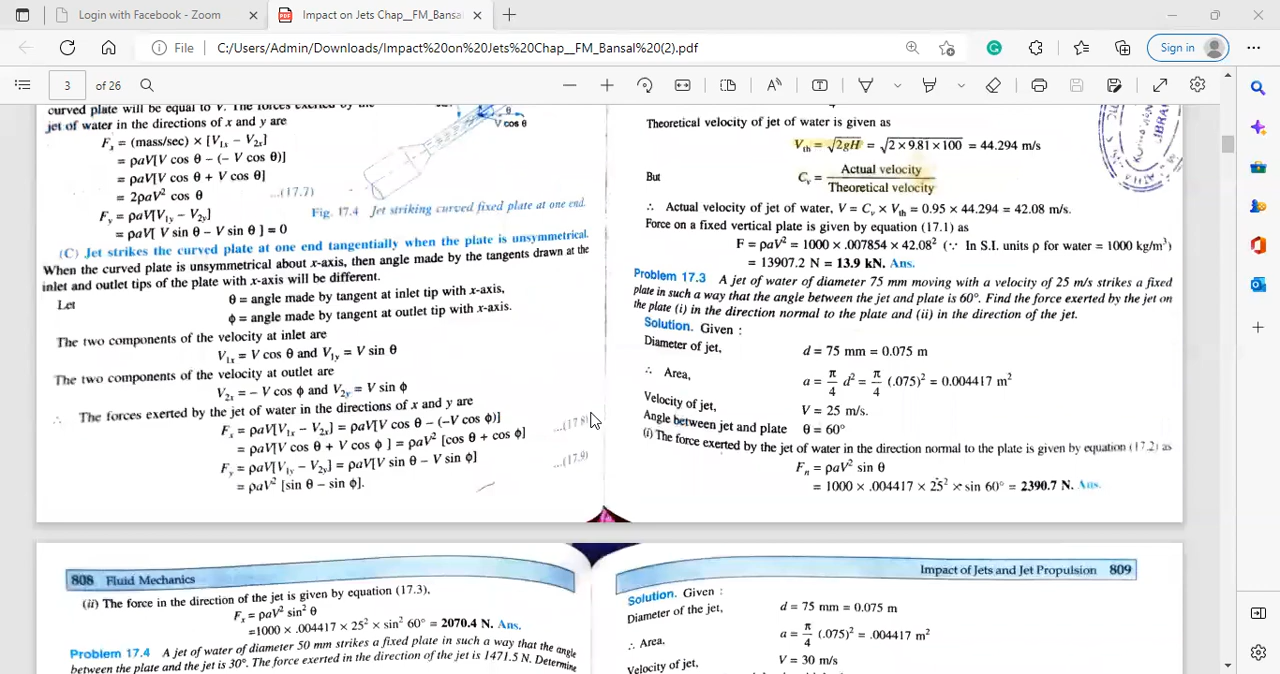 Login with Facebook - Zoom
Impact on Jets Chap__FM_Bansal
File
C:/Users/Admin/Downloads/Impact%20on%20Jets%20Chap__FM_Bansal%20(2).pdf
Sign in
3 of 26
curved plate will be equal to V. The forces exerted by the
jet of water in the directions of x and y are
Fx = (mass/sec) × [V1x – V2x]
= ρaV[V cos θ – (– V cos θ)]
= ρaV[V cos θ + V cos θ]
= 2ρaV² cos θ ...(17.7)
Fy = ρaV[V1y – V2y]
= ρaV[ V sin θ – V sin θ ] = 0
θ
V cos θ
Fig. 17.4 Jet striking curved fixed plate at one end.
(C) Jet strikes the curved plate at one end tangentially when the plate is unsymmetrical.
When the curved plate is unsymmetrical about x-axis, then angle made by the tangents drawn at the
inlet and outlet tips of the plate with x-axis will be different.
Let θ = angle made by tangent at inlet tip with x-axis,
φ = angle made by tangent at outlet tip with x-axis.
The two components of the velocity at inlet are
V1x = V cos θ and V1y = V sin θ
The two components of the velocity at outlet are
V2x = – V cos φ and V2y = V sin φ
∴ The forces exerted by the jet of water in the directions of x and y are
Fx = ρaV[V1x – V2x] = ρaV[V cos θ – (–V cos φ)]
= ρaV[V cos θ + V cos φ ] = ρaV² [cos θ + cos φ] ...(17.8)
Fy = ρaV[V1y – V2y] = ρaV[V sin θ – V sin φ]
= ρaV² [sin θ – sin φ]. ...(17.9)
4
Theoretical velocity of jet of water is given as
Vth = √2gH = √2 × 9.81 × 100 = 44.294 m/s
But Cv = Actual velocity / Theoretical velocity
∴ Actual velocity of jet of water, V = Cv × Vth = 0.95 × 44.294 = 42.08 m/s.
Force on a fixed vertical plate is given by equation (17.1) as
F = ρaV² = 1000 × .007854 × 42.08² (∵ In S.I. units ρ for water = 1000 kg/m³)
= 13907.2 N = 13.9 kN. Ans.
Problem 17.3 A jet of water of diameter 75 mm moving with a velocity of 25 m/s strikes a fixed
plate in such a way that the angle between the jet and plate is 60°. Find the force exerted by the jet on
the plate (i) in the direction normal to the plate and (ii) in the direction of the jet.
Solution. Given :
Diameter of jet, d = 75 mm = 0.075 m
∴ Area, a = π/4 d² = π/4 (.075)² = 0.004417 m²
Velocity of jet, V = 25 m/s.
Angle between jet and plate θ = 60°
(i) The force exerted by the jet of water in the direction normal to the plate is given by equation (17.2) as
Fn = ρaV² sin θ
= 1000 × .004417 × 25² × sin 60° = 2390.7 N. Ans.
808 Fluid Mechanics
(ii) The force in the direction of the jet is given by equation (17.3),
Fx = ρaV² sin² θ
=1000 × .004417 × 25² × sin² 60° = 2070.4 N. Ans.
Problem 17.4 A jet of water of diameter 50 mm strikes a fixed plate in such a way that the angle
between the plate and the jet is 30°. The force exerted in the direction of the jet is 1471.5 N. Determine
Impact of Jets and Jet Propulsion 809
Solution. Given :
Diameter of the jet, d = 75 mm = 0.075 m
∴ Area, a = π/4 (.075)² = .004417 m²
Velocity of jet, V = 30 m/s